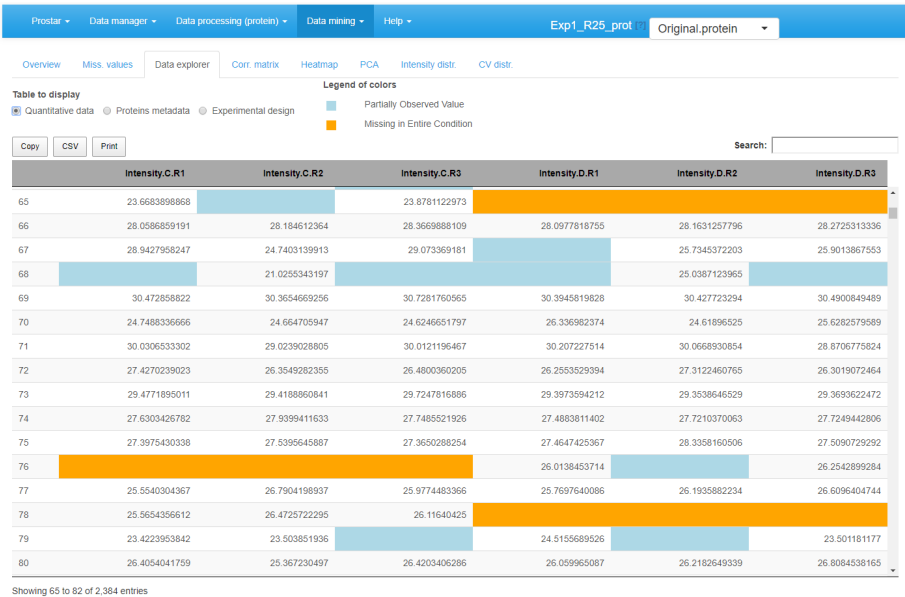 Prostar Data manager Data processing (protein) Data mining Help Exp1_R25_prot [?] Original.protein
Overview Miss. values Data explorer Corr. matrix Heatmap PCA Intensity distr. CV distr.
Table to display Legend of colors
Quantitative data Proteins metadata Experimental design Partially Observed Value
Missing in Entire Condition
Copy CSV Print Search:
Intensity.C.R1 Intensity.C.R2 Intensity.C.R3 Intensity.D.R1 Intensity.D.R2 Intensity.D.R3
65 23.6683898868 23.8781122973
66 28.0586859191 28.184612364 28.3669888109 28.0977818755 28.1631257796 28.2725313336
67 28.9427958247 24.7403139913 29.073369181 25.7345372203 25.9013867553
68 21.0255343197 25.0387123965
69 30.472858822 30.3654669256 30.7281760565 30.3945819828 30.427723294 30.4900849489
70 24.7488336666 24.664705947 24.6246651797 26.336982374 24.61896525 25.6282579589
71 30.0306533302 29.0239028805 30.0121196467 30.207227514 30.0668930854 28.8706775824
72 27.4270239023 26.3549282355 26.4800360205 26.2553529394 27.3122460765 26.3019072464
73 29.4771895011 29.4188860841 29.7247816886 29.3973594212 29.3538646529 29.3693622472
74 27.6303426782 27.9399411633 27.7485521926 27.4883811402 27.7210370063 27.7249442806
75 27.3975430338 27.5395645887 27.3650288254 27.4647425367 28.3358160506 27.5090729292
76 26.0138453714 26.2542899284
77 25.5540304367 26.7904198937 25.9774483366 25.7697640086 26.1935882234 26.6096404744
78 25.5654356612 26.4725722295 26.11640425
79 23.4223953842 23.503851936 24.5155689526 23.501181177
80 26.4054041759 25.367230497 26.4203406286 26.059965087 26.2182649339 26.8084538165
Showing 65 to 82 of 2,384 entries